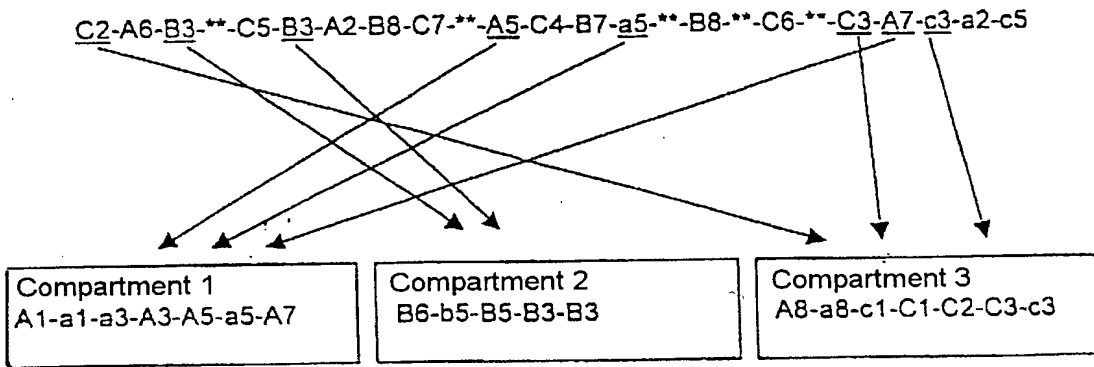 C2-A6-B3-**-C5-B3-A2-B8-C7-**-A5-C4-B7-a5-**-B8-**-C6-**-C3-A7-c3-a2-c5
Compartment 1
A1-a1-a3-A3-A5-a5-A7
Compartment 2
B6-b5-B5-B3-B3
Compartment 3
A8-a8-c1-C1-C2-C3-c3